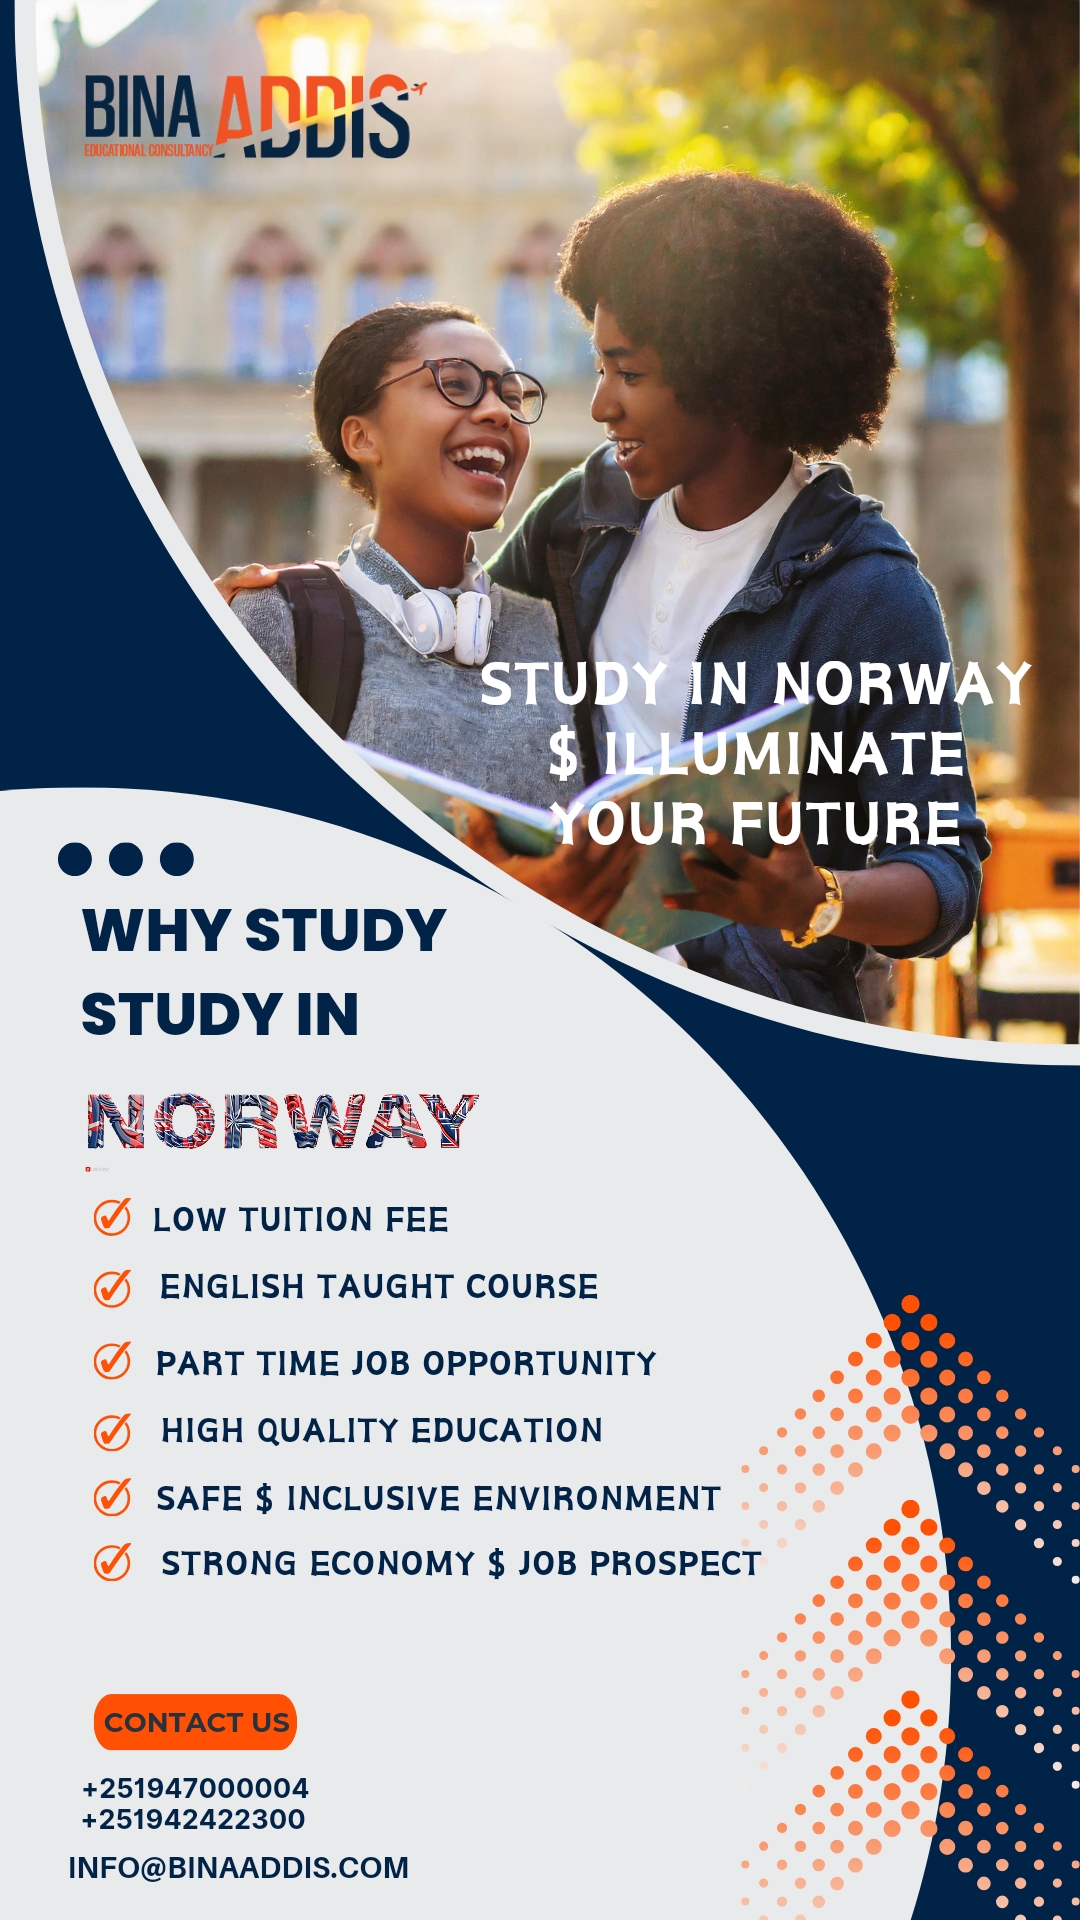 BINA ADDIS
EDUCATIONAL CONSULTANCY
STUDY IN NORWAY
$ ILLUMINATE
YOUR FUTURE
WHY STUDY
STUDY IN
NORWAY
LOW TUITION FEE
ENGLISH TAUGHT COURSE
PART TIME JOB OPPORTUNITY
HIGH QUALITY EDUCATION
SAFE $ INCLUSIVE ENVIRONMENT
STRONG ECONOMY $ JOB PROSPECT
CONTACT US
+251947000004
+251942422300
INFO@BINAADDIS.COM